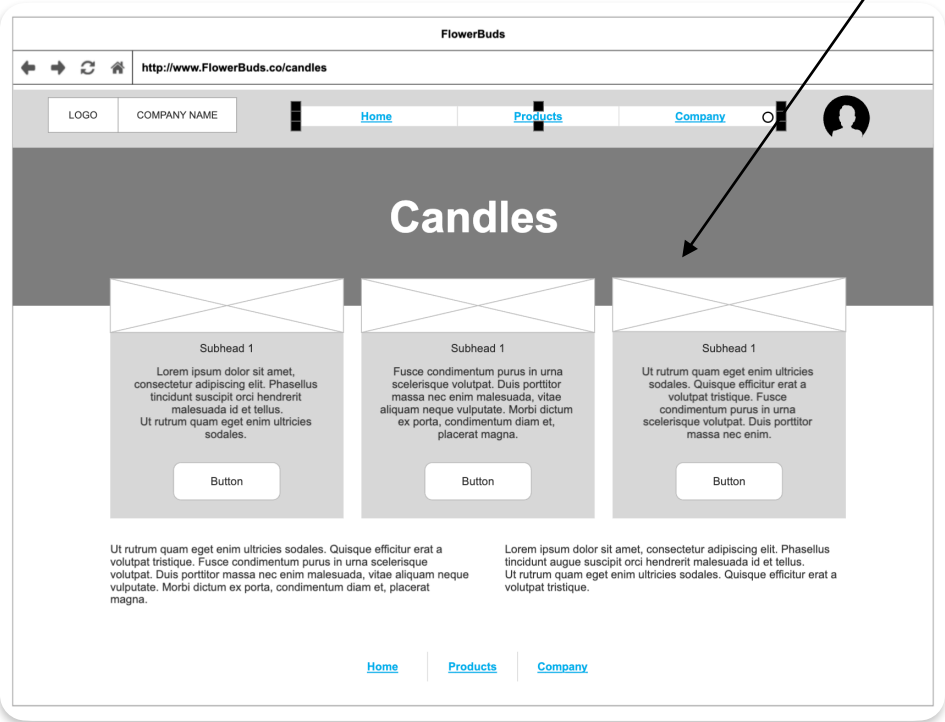 FlowerBuds
http://www.FlowerBuds.co/candles
LOGO
COMPANY NAME
Home
Products
Company
Candles
Subhead 1
Lorem ipsum dolor sit amet,
consectetur adipiscing elit. Phasellus
tincidunt suscipit orci hendrerit
malesuada id et tellus.
Ut rutrum quam eget enim ultricies
sodales.
Button
Subhead 1
Fusce condimentum purus in urna
scelerisque volutpat. Duis porttitor
massa nec enim malesuada, vitae
aliquam neque vulputate. Morbi dictum
ex porta, condimentum diam et,
placerat magna.
Button
Subhead 1
Ut rutrum quam eget enim ultricies
sodales. Quisque efficitur erat a
volutpat tristique. Fusce
condimentum purus in urna
scelerisque volutpat. Duis porttitor
massa nec enim.
Button
Ut rutrum quam eget enim ultricies sodales. Quisque efficitur erat a
volutpat tristique. Fusce condimentum purus in urna scelerisque
volutpat. Duis porttitor massa nec enim malesuada, vitae aliquam neque
vulputate. Morbi dictum ex porta, condimentum diam et, placerat
magna.
Lorem ipsum dolor sit amet, consectetur adipiscing elit. Phasellus
tincidunt augue suscipit orci hendrerit malesuada id et tellus.
Ut rutrum quam eget enim ultricies sodales. Quisque efficitur erat a
volutpat tristique.
Home
Products
Company